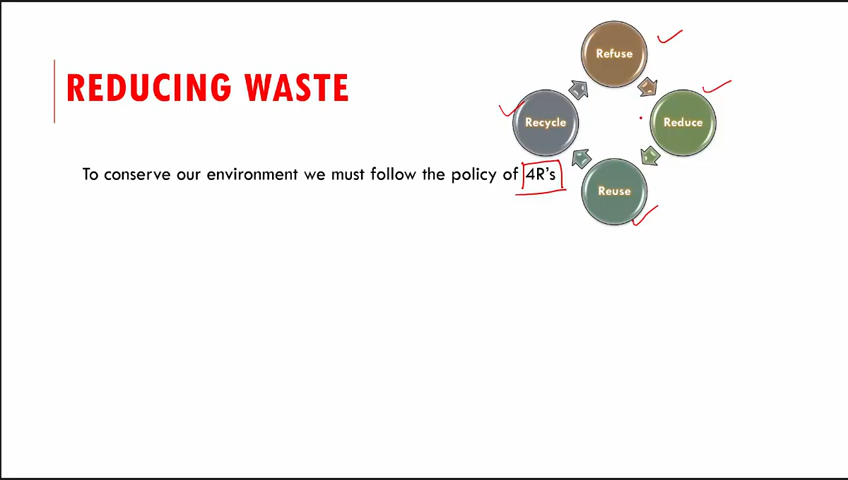 REDUCING WASTE
To conserve our environment we must follow the policy of 4R's
Refuse
Reduce
Reuse
Recycle